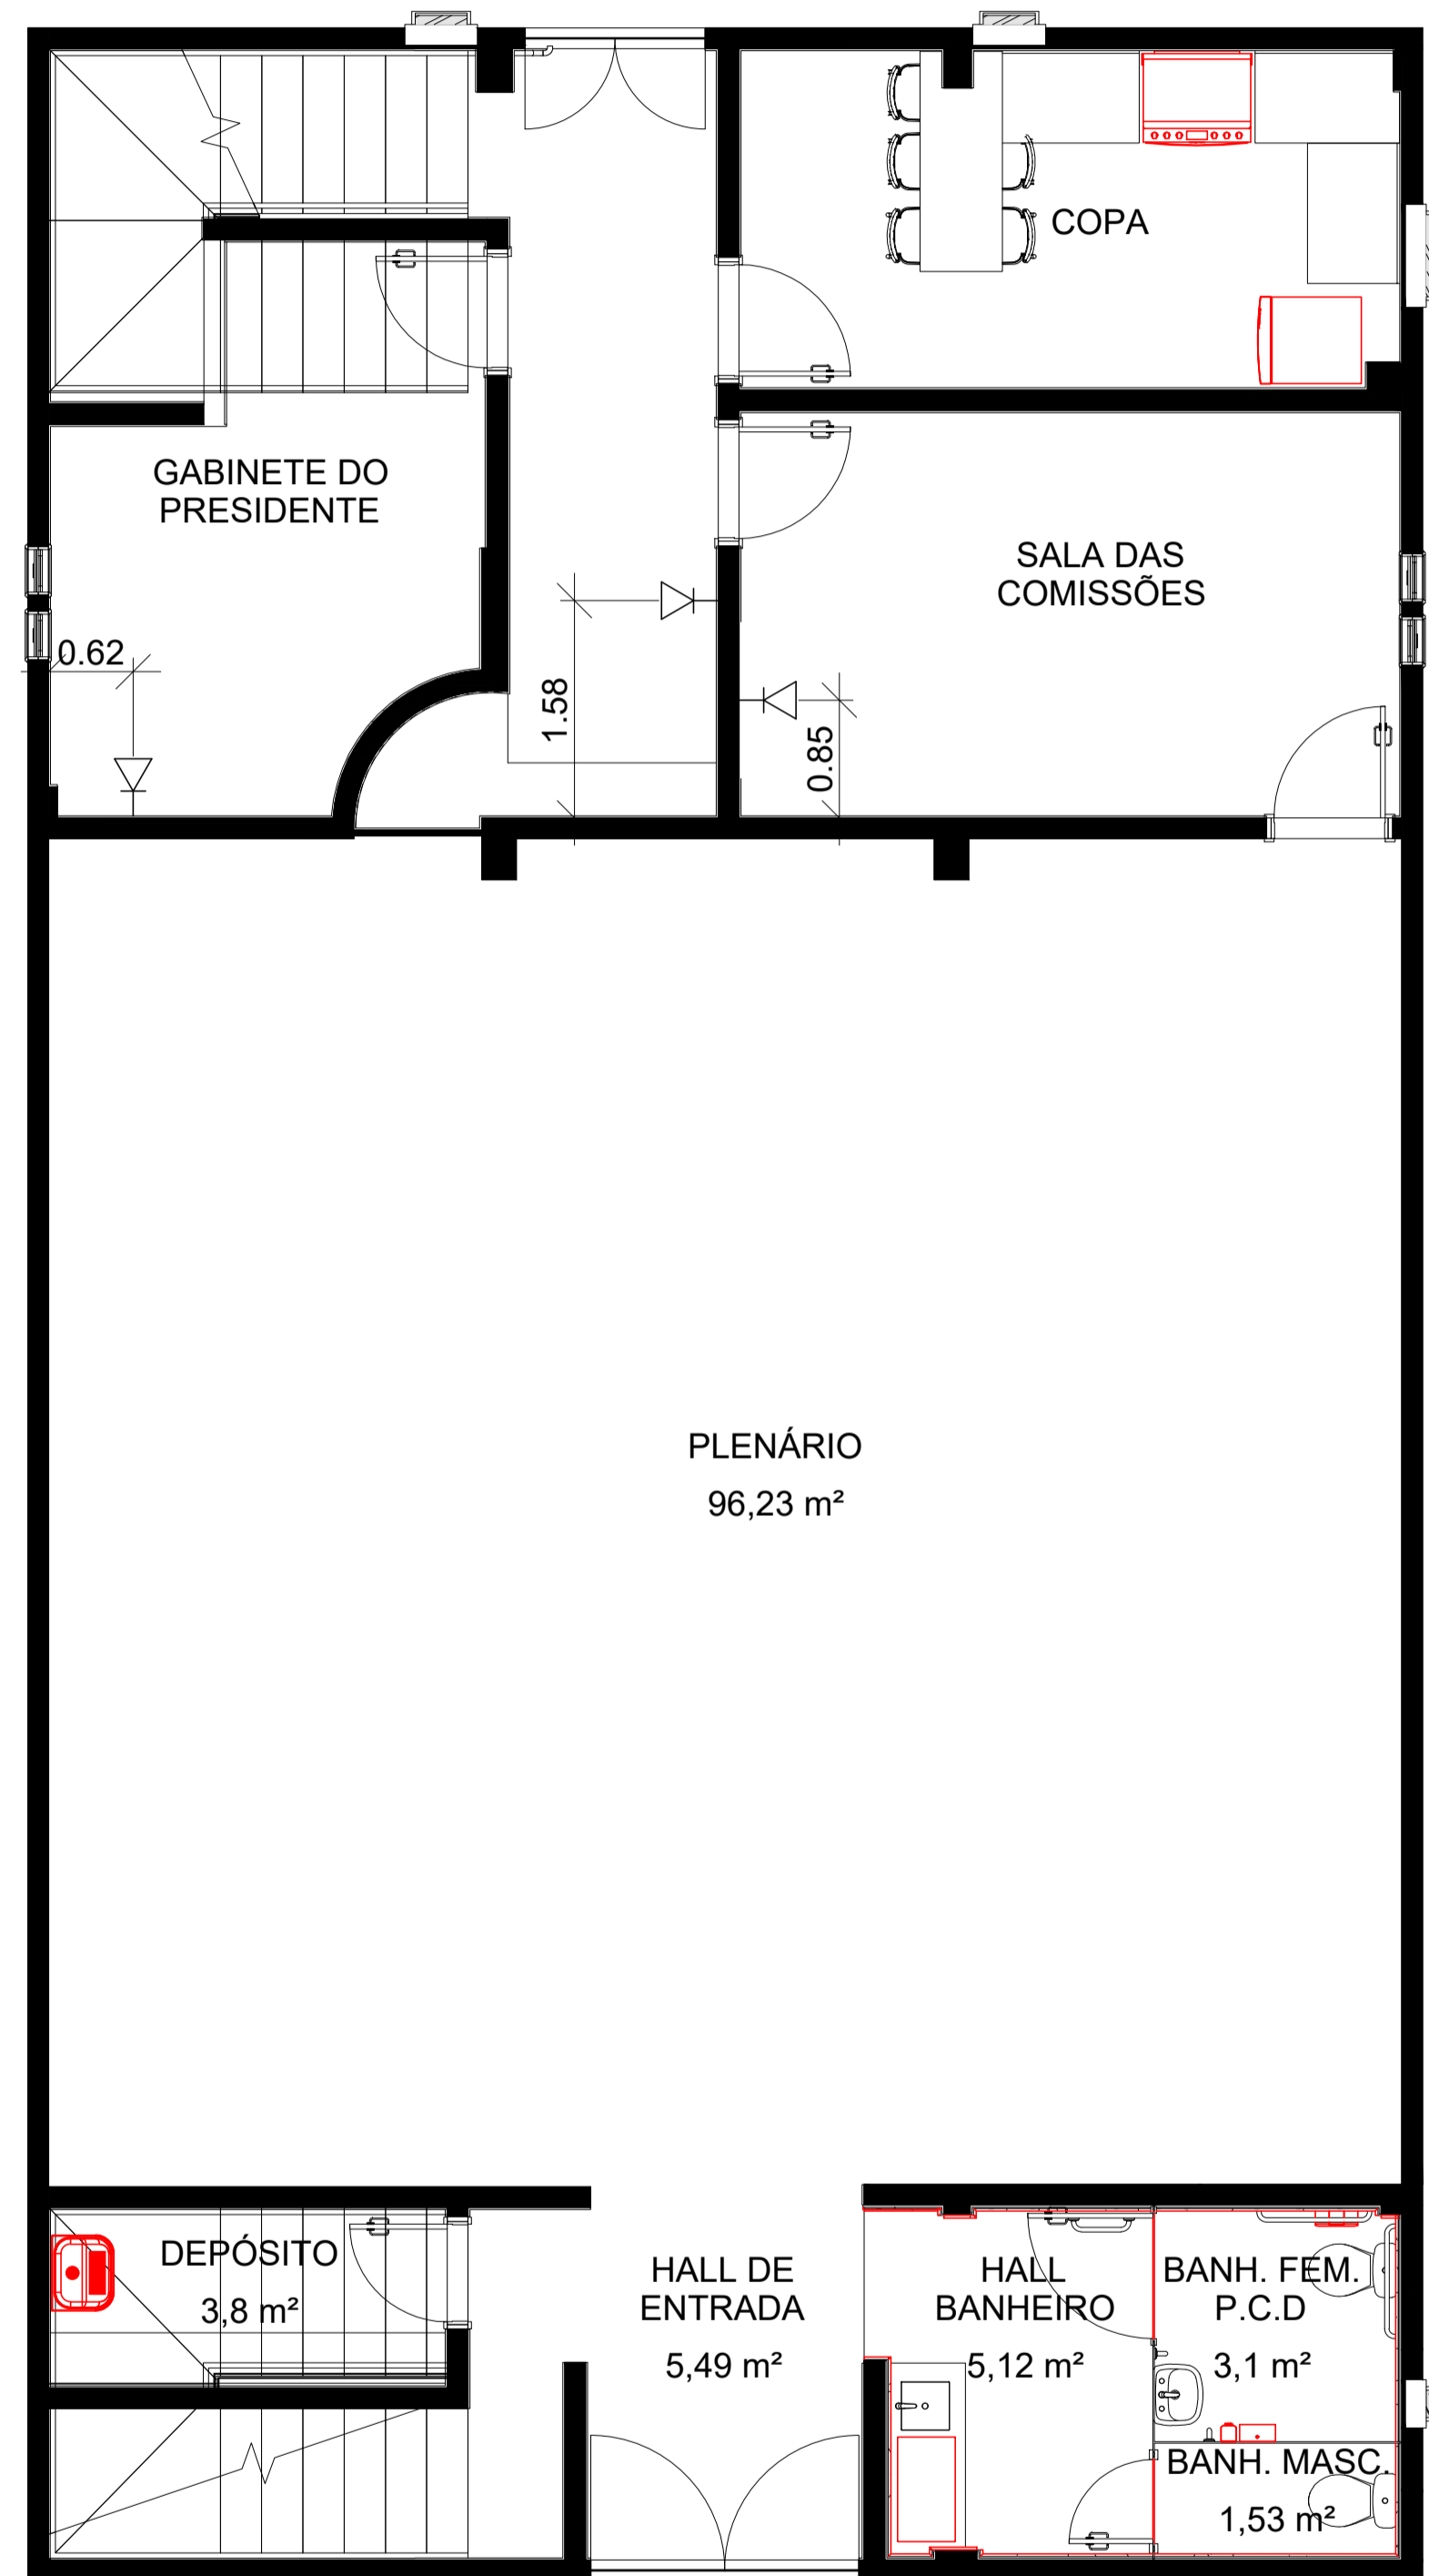 COPA
GABINETE DO
PRESIDENTE
SALA DAS
COMISSÕES
0.62
1.58
0.85
PLENÁRIO
96,23 m²
DEPÓSITO
3,8 m²
HALL DE
ENTRADA
5,49 m²
HALL
BANHEIRO
5,12 m²
BANH. FEM.
P.C.D
3,1 m²
BANH. MASC.
1,53 m²